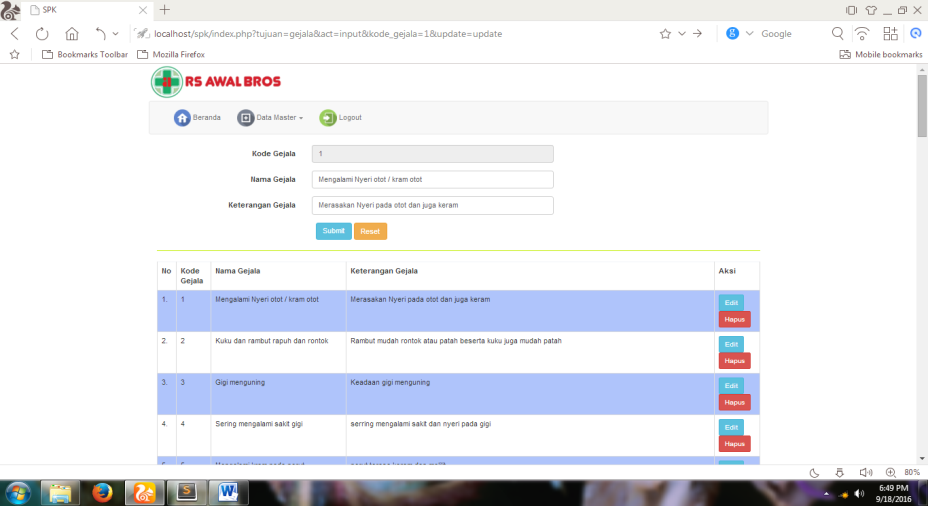 SPK
localhost/spk/index.php?tujuan=gejala&act=input&kode_gejala=1&update=update
Google
Bookmarks Toolbar Mozilla Firefox Mobile bookmarks
RS AWAL BROS
Beranda Data Master Logout
Kode Gejala 1
Nama Gejala Mengalami Nyeri otot / kram otot
Keterangan Gejala Merasakan Nyeri pada otot dan juga keram
Submit Reset
No Kode Gejala Nama Gejala Keterangan Gejala Aksi
1. 1 Mengalami Nyeri otot / kram otot Merasakan Nyeri pada otot dan juga keram Edit
Hapus
2. 2 Kuku dan rambut rapuh dan rontok Rambut mudah rontok atau patah beserta kuku juga mudah patah Edit
Hapus
3. 3 Gigi menguning Keadaan gigi menguning Edit
Hapus
4. 4 Sering mengalami sakit gigi serring mengalami sakit dan nyeri pada gigi Edit
Hapus
80%
6:49 PM
9/18/2016